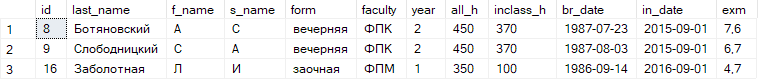 id last_name f_name s_name form faculty year all_h inclass_h br_date in_date exm
1 8 Ботяновский А С вечерняя ФПК 2 450 370 1987-07-23 2015-09-01 7,6
2 9 Слободницкий С А вечерняя ФПК 2 450 370 1987-08-03 2015-09-01 6,7
3 16 Заболотная Л И заочная ФПМ 1 350 100 1986-09-14 2016-09-01 4,7